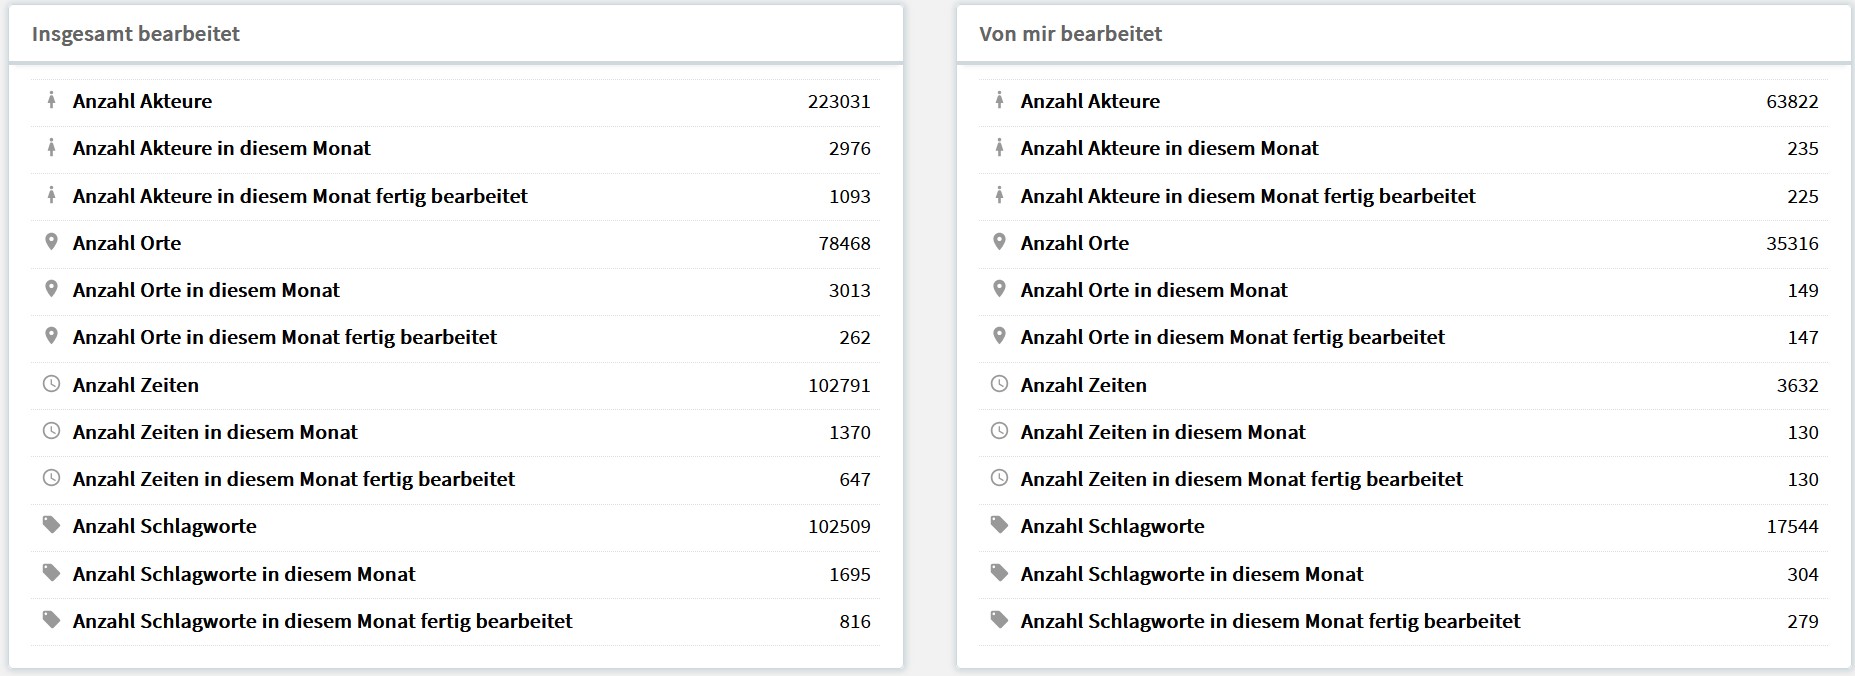 Insgesamt bearbeitet
Anzahl Akteure 223031
Anzahl Akteure in diesem Monat 2976
Anzahl Akteure in diesem Monat fertig bearbeitet 1093
Anzahl Orte 78468
Anzahl Orte in diesem Monat 3013
Anzahl Orte in diesem Monat fertig bearbeitet 262
Anzahl Zeiten 102791
Anzahl Zeiten in diesem Monat 1370
Anzahl Zeiten in diesem Monat fertig bearbeitet 647
Anzahl Schlagworte 102509
Anzahl Schlagworte in diesem Monat 1695
Anzahl Schlagworte in diesem Monat fertig bearbeitet 816
Von mir bearbeitet
Anzahl Akteure 63822
Anzahl Akteure in diesem Monat 235
Anzahl Akteure in diesem Monat fertig bearbeitet 225
Anzahl Orte 35316
Anzahl Orte in diesem Monat 149
Anzahl Orte in diesem Monat fertig bearbeitet 147
Anzahl Zeiten 3632
Anzahl Zeiten in diesem Monat 130
Anzahl Zeiten in diesem Monat fertig bearbeitet 130
Anzahl Schlagworte 17544
Anzahl Schlagworte in diesem Monat 304
Anzahl Schlagworte in diesem Monat fertig bearbeitet 279